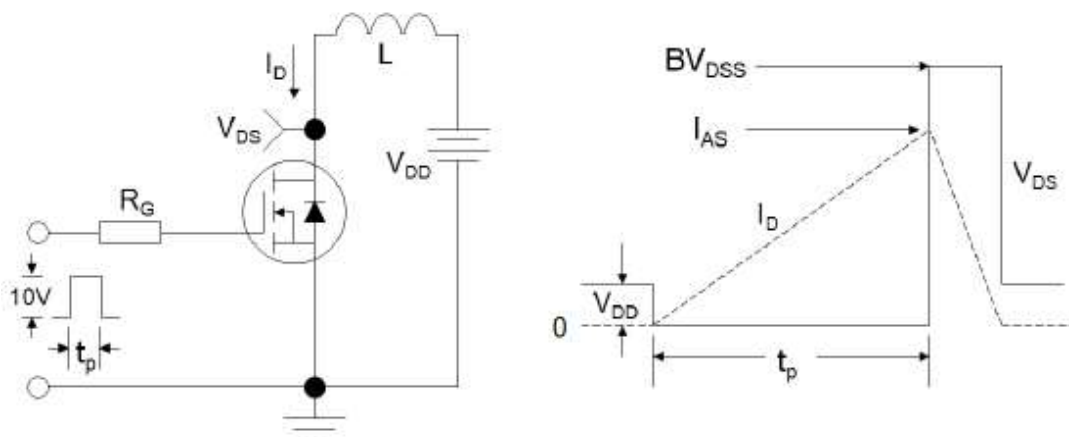 L
I_D
V_DS
V_DD
R_G
10V
t_p
BV_DSS
I_AS
V_DS
I_D
V_DD
0
t_p